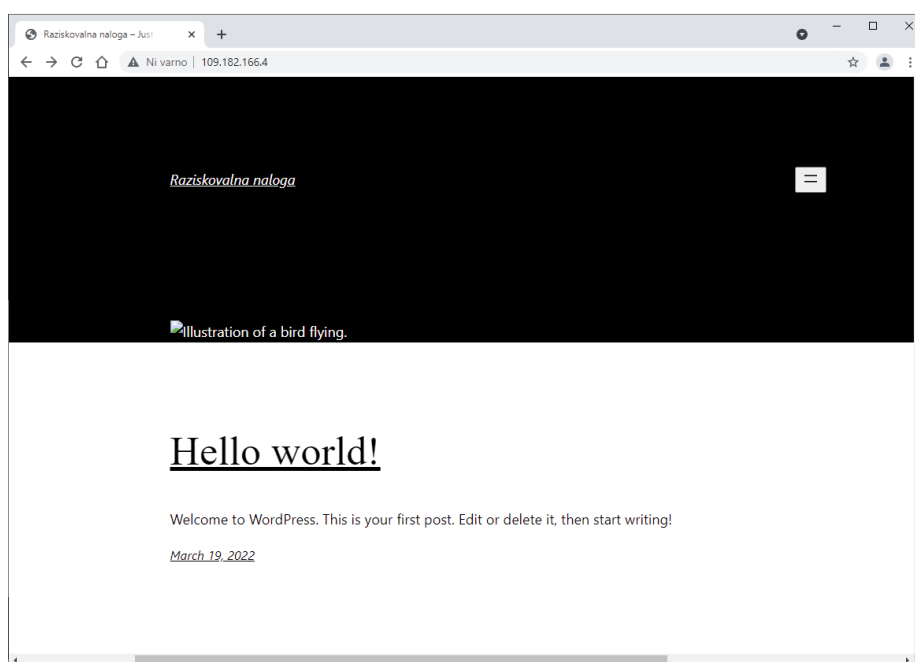 Raziskovalna naloga – Just
Ni varno 109.182.166.4
Raziskovalna naloga
Illustration of a bird flying.
Hello world!
Welcome to WordPress. This is your first post. Edit or delete it, then start writing!
March 19, 2022